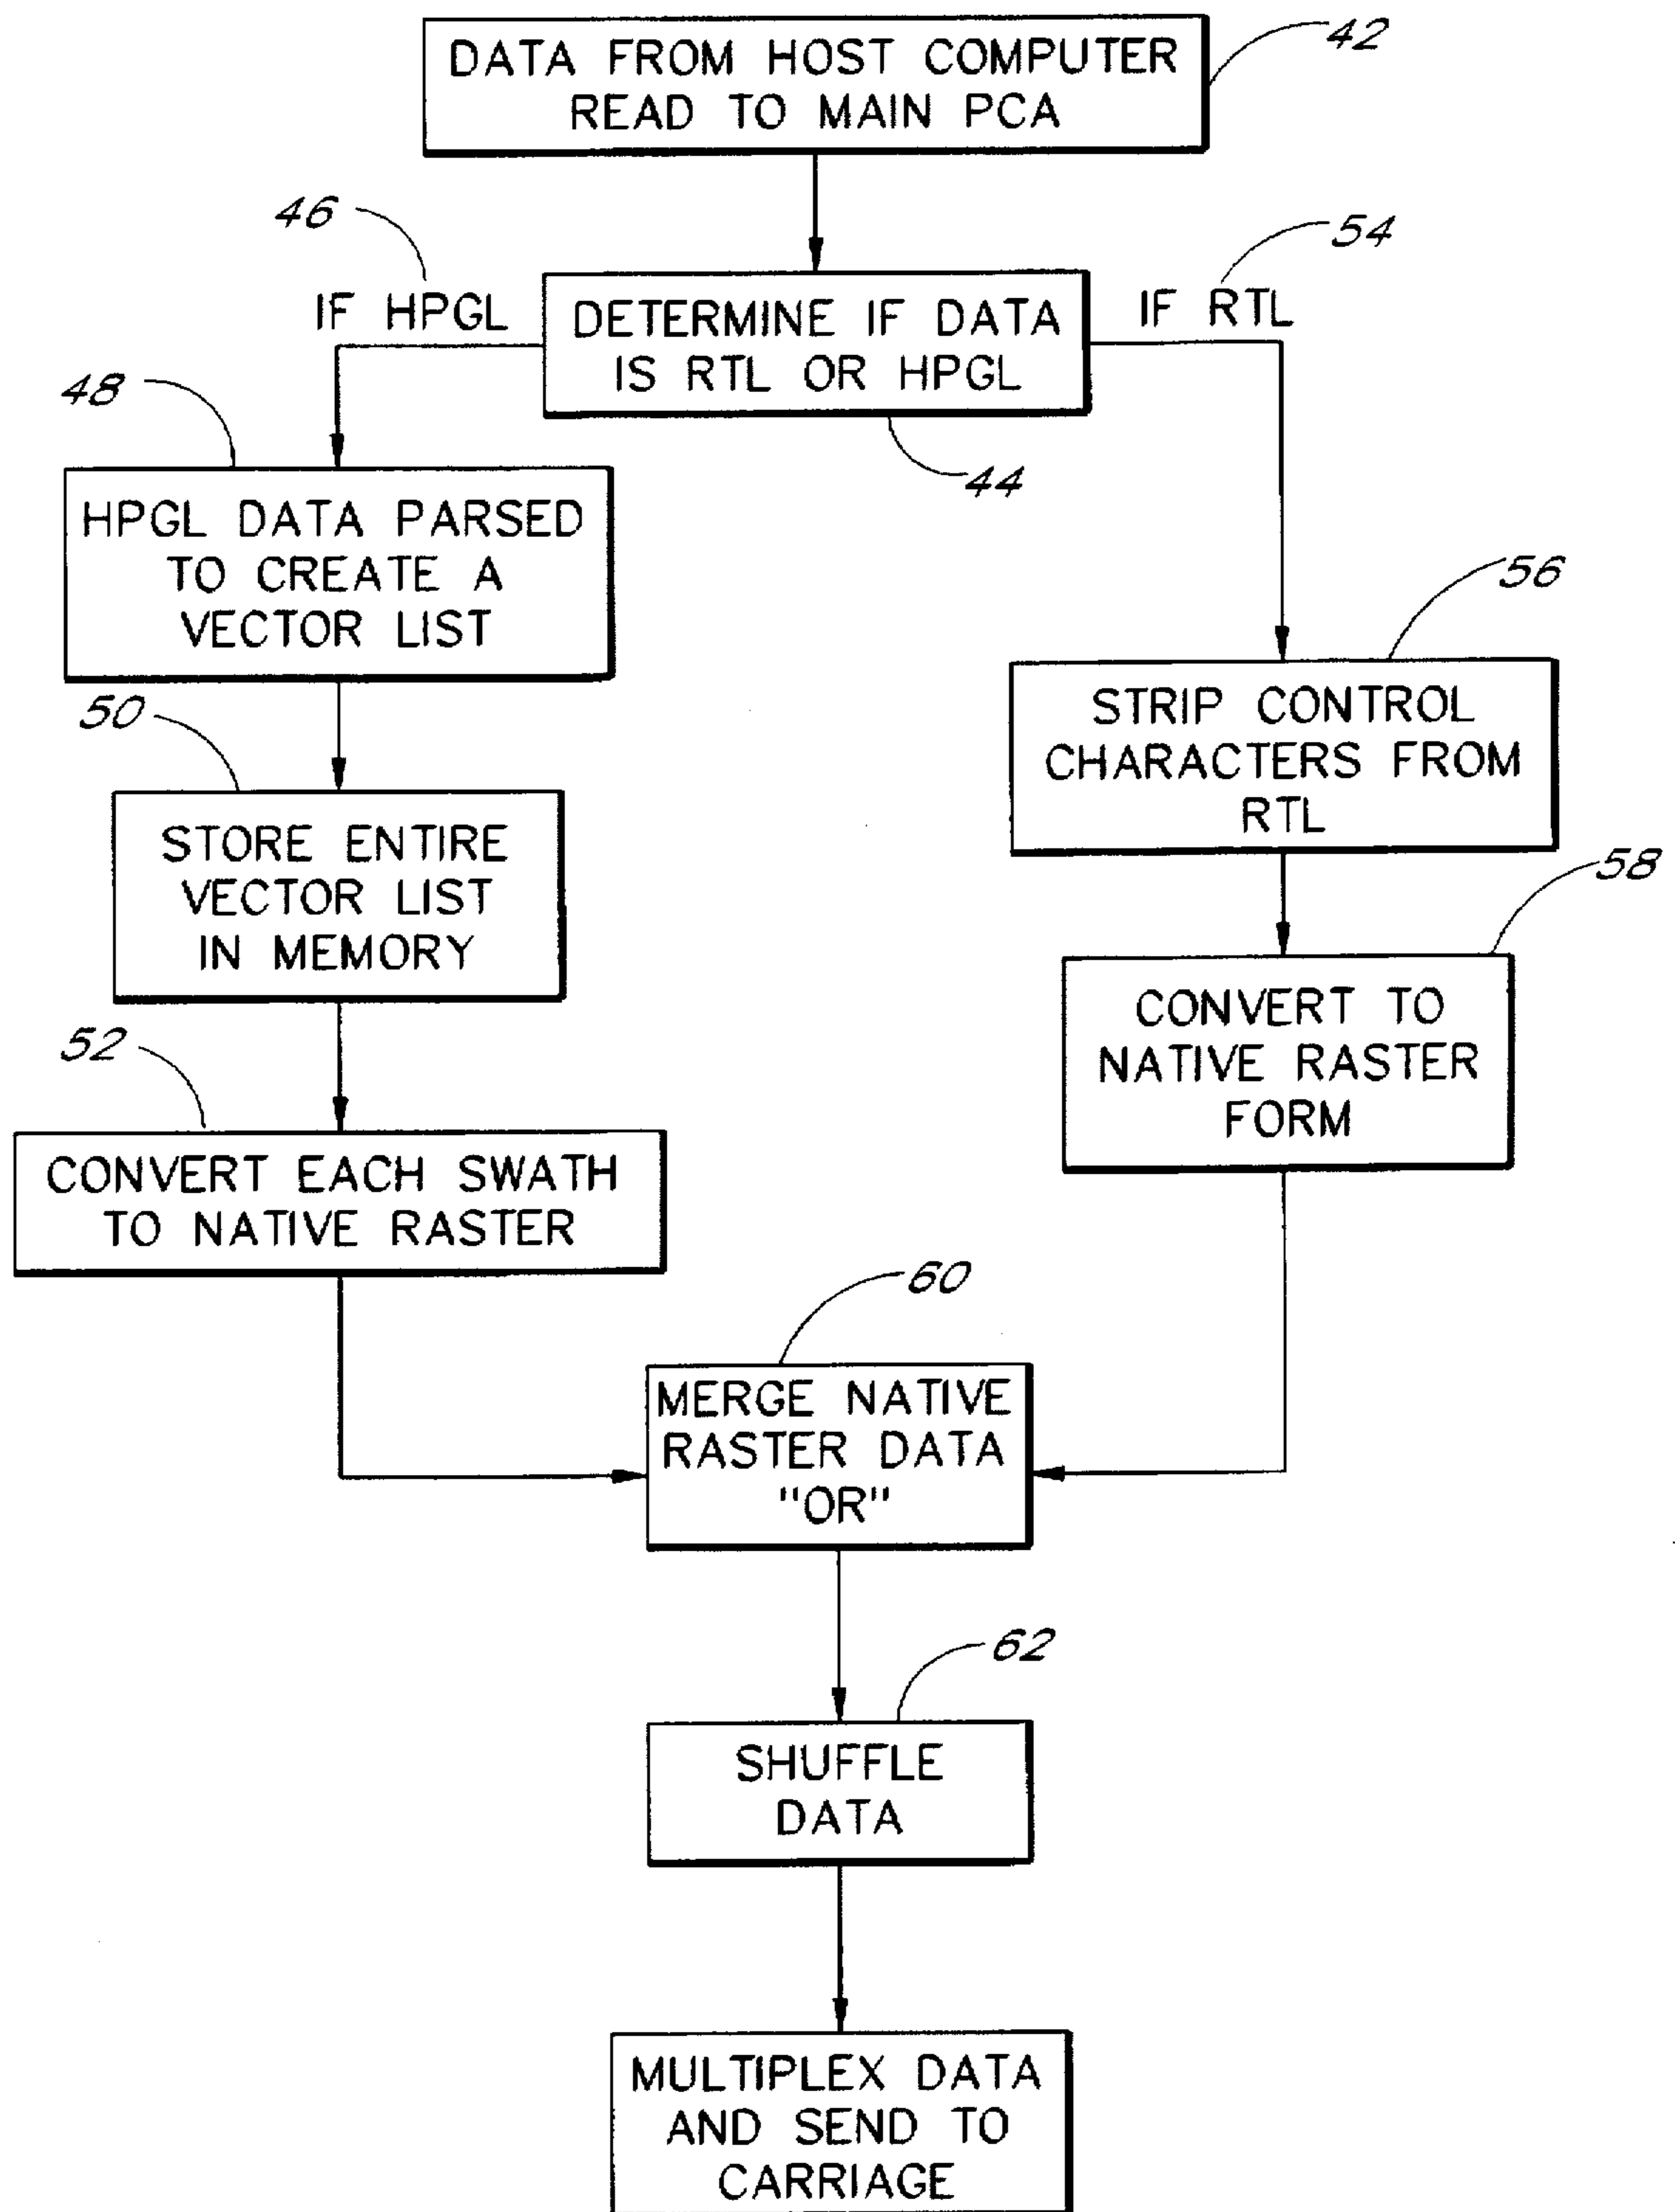 42
DATA FROM HOST COMPUTER
READ TO MAIN PCA
46
54
IF HPGL
IF RTL
DETERMINE IF DATA
IS RTL OR HPGL
44
48
HPGL DATA PARSED
TO CREATE A
VECTOR LIST
50
STORE ENTIRE
VECTOR LIST
IN MEMORY
52
CONVERT EACH SWATH
TO NATIVE RASTER
56
STRIP CONTROL
CHARACTERS FROM
RTL
58
CONVERT TO
NATIVE RASTER
FORM
60
MERGE NATIVE
RASTER DATA
"OR"
62
SHUFFLE
DATA
MULTIPLEX DATA
AND SEND TO
CARRIAGE